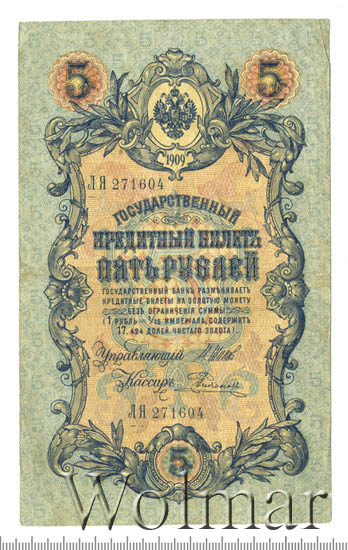 5 5
1909
ЛЯ 271604
ГОСУДАРСТВЕННЫЙ
КРЕДИТНЫЙ БИЛЕТЪ
ПЯТЬ РУБЛЕЙ
ГОСУДАРСТВЕННЫЙ БАНКЪ РАЗМѢНИВАЕТЪ
КРЕДИТНЫЕ БИЛЕТЫ НА ЗОЛОТУЮ МОНЕТУ
БЕЗЪ ОГРАНИЧЕНІЯ СУММЫ
(1 РУБЛЬ = 1/15 ИМПЕРІАЛА, СОДЕРЖИТЪ
17,424 ДОЛЕЙ ЧИСТАГО ЗОЛОТА).
Управляющій
Кассиръ
ЛЯ 271604
5
Wolmar